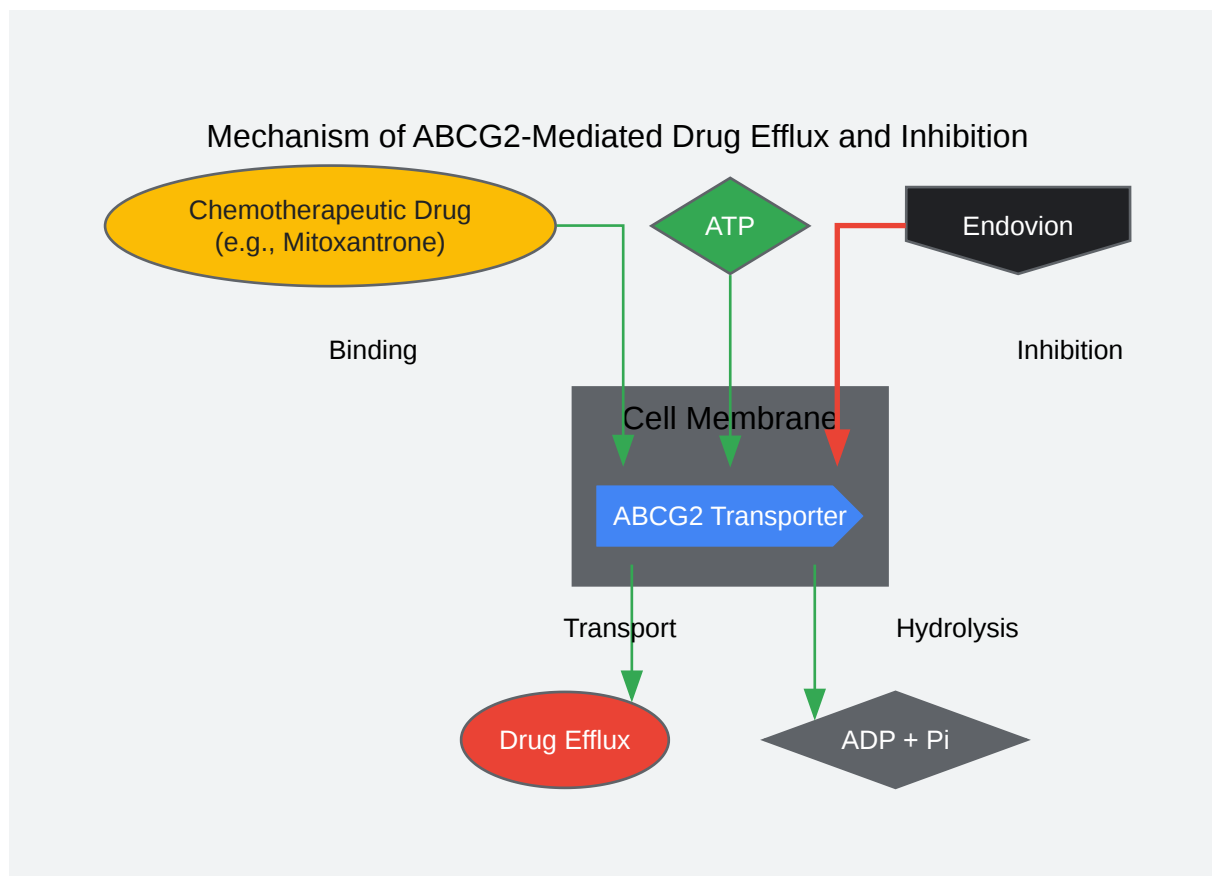 Mechanism of ABCG2-Mediated Drug Efflux and Inhibition
Chemotherapeutic Drug
(e.g., Mitoxantrone)
ATP
Endovion
Binding
Inhibition
Cell Membrane
ABCG2 Transporter
Transport
Hydrolysis
Drug Efflux
ADP + Pi